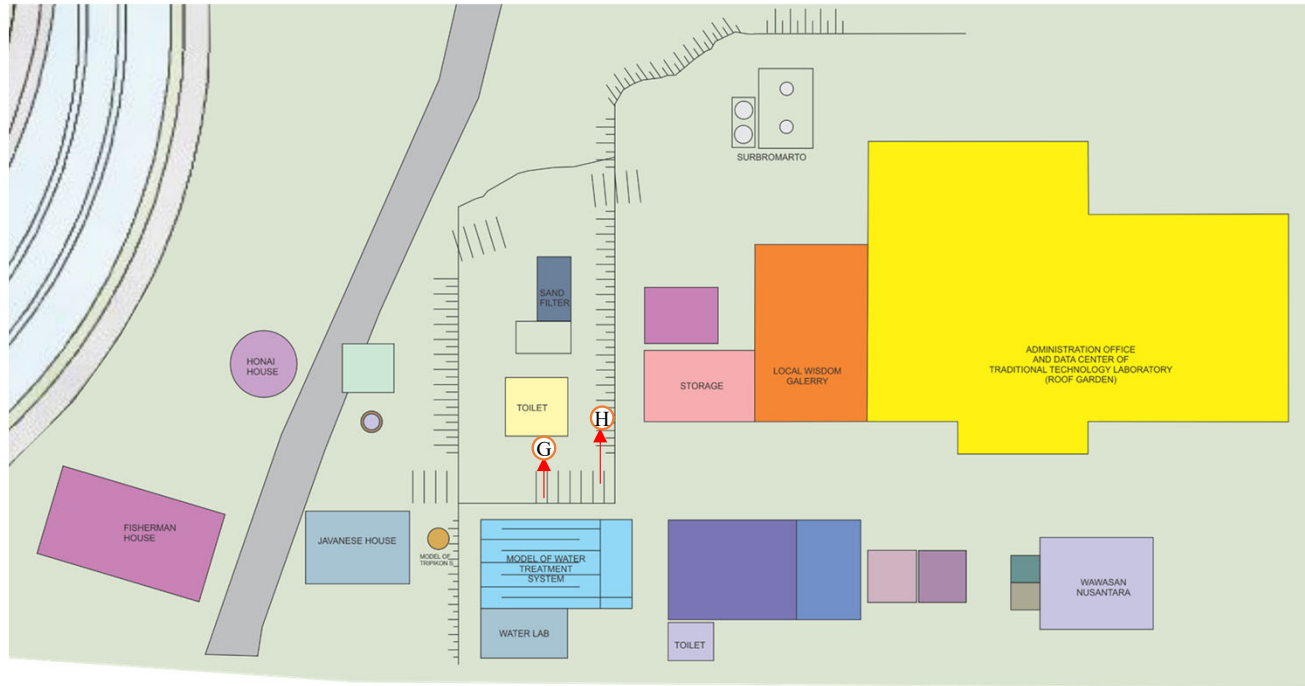 SURBROMARTO
SAND
FILTER
HONAI
HOUSE
ADMINISTRATION OFFICE
AND DATA CENTER OF
TRADITIONAL TECHNOLOGY LABORATORY
(ROOF GARDEN)
LOCAL WISDOM
GALERRY
STORAGE
TOILET
H
G
FISHERMAN
HOUSE
JAVANESE HOUSE
MODEL OF
TRIPIKON S
MODEL OF WATER
TREATMENT
SYSTEM
WAWASAN
NUSANTARA
WATER LAB
TOILET